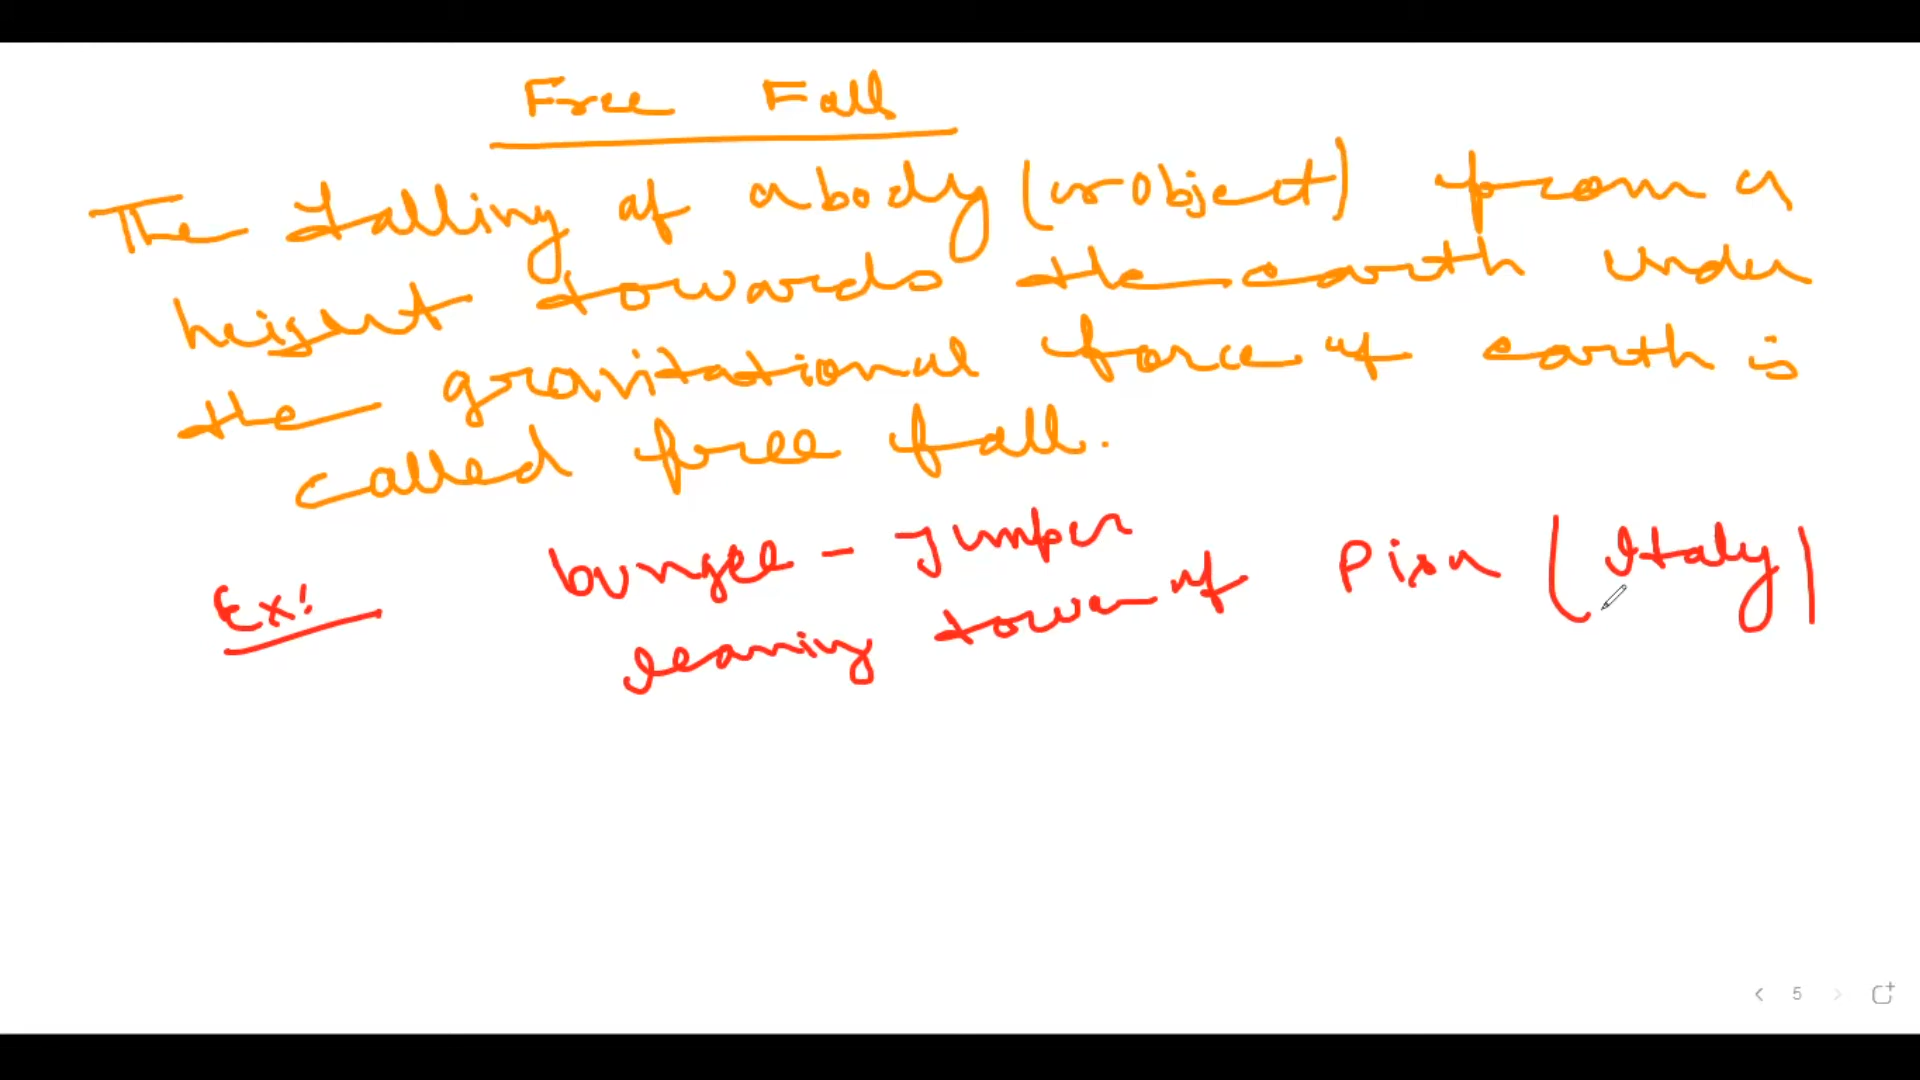 Free Fall
The falling of a body (or object) from a
height towards the earth under
the gravitational force of earth is
called free fall.
Ex! bungee - Jumper
leaning tower of Pisa (Italy)
5